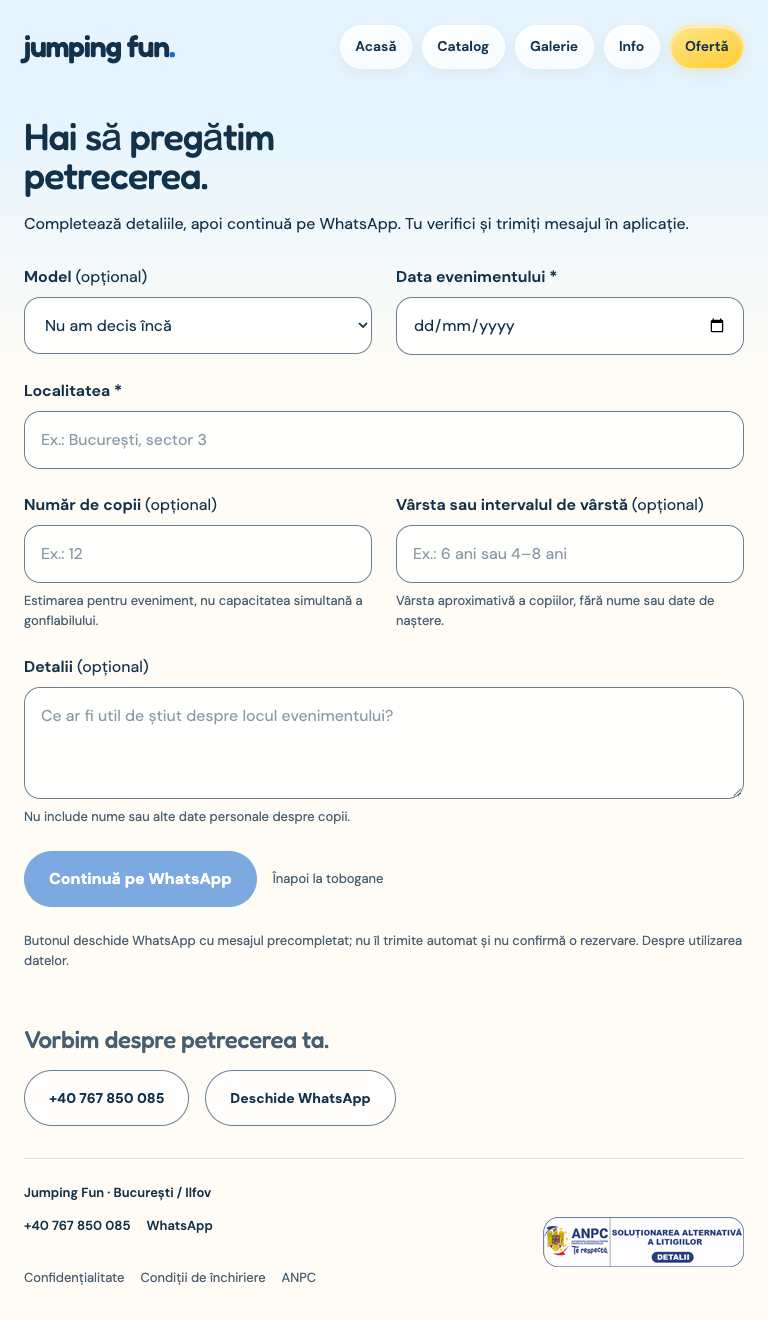 jumping fun.
Acasă
Catalog
Galerie
Info
Ofertă
Hai să pregătim
petrecerea.
Completează detaliile, apoi continuă pe WhatsApp. Tu verifici și trimiți mesajul în aplicație.
Model (opțional)
Data evenimentului *
Nu am decis încă
dd/mm/yyyy
Localitatea *
Ex.: București, sector 3
Număr de copii (opțional)
Vârsta sau intervalul de vârstă (opțional)
Ex.: 12
Ex.: 6 ani sau 4–8 ani
Estimarea pentru eveniment, nu capacitatea simultană a
gonflabilului.
Vârsta aproximativă a copiilor, fără nume sau date de
naștere.
Detalii (opțional)
Ce ar fi util de știut despre locul evenimentului?
Nu include nume sau alte date personale despre copii.
Continuă pe WhatsApp
Înapoi la tobogane
Butonul deschide WhatsApp cu mesajul precompletat; nu îl trimite automat și nu confirmă o rezervare. Despre utilizarea
datelor.
Vorbim despre petrecerea ta.
+40 767 850 085
Deschide WhatsApp
Jumping Fun · București / Ilfov
+40 767 850 085
WhatsApp
ANPC
Te respectă
SOLUȚIONAREA ALTERNATIVĂ
A LITIGIILOR
DETALII
Confidențialitate
Condiții de închiriere
ANPC